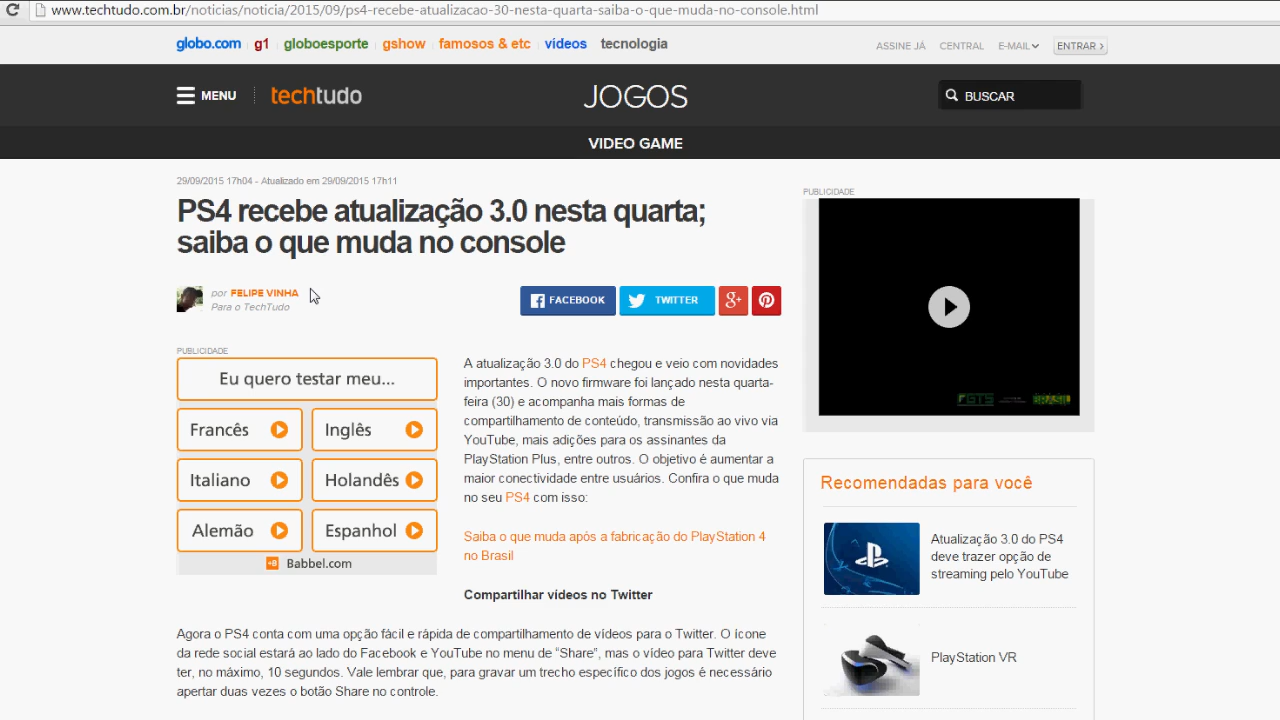 www.techtudo.com.br/noticias/noticia/2015/09/ps4-recebe-atualizacao-30-nesta-quarta-saiba-o-que-muda-no-console.html
globo.com g1 globoesporte gshow famosos & etc vídeos tecnologia
ASSINE JÁ CENTRAL E-MAIL ENTRAR
MENU techtudo JOGOS BUSCAR
VIDEO GAME
29/09/2015 17h04 - Atualizado em 29/09/2015 17h11
PS4 recebe atualização 3.0 nesta quarta;
saiba o que muda no console
por FELIPE VINHA
Para o TechTudo
FACEBOOK TWITTER g+
PUBLICIDADE
Eu quero testar meu...
Francês Inglês
Italiano Holandês
Alemão Espanhol
+B Babbel.com
A atualização 3.0 do PS4 chegou e veio com novidades
importantes. O novo firmware foi lançado nesta quarta-
feira (30) e acompanha mais formas de
compartilhamento de conteúdo, transmissão ao vivo via
YouTube, mais adições para os assinantes da
PlayStation Plus, entre outros. O objetivo é aumentar a
maior conectividade entre usuários. Confira o que muda
no seu PS4 com isso:
Saiba o que muda após a fabricação do PlayStation 4
no Brasil
Compartilhar vídeos no Twitter
Agora o PS4 conta com uma opção fácil e rápida de compartilhamento de vídeos para o Twitter. O ícone
da rede social estará ao lado do Facebook e YouTube no menu de “Share”, mas o vídeo para Twitter deve
ter, no máximo, 10 segundos. Vale lembrar que, para gravar um trecho específico dos jogos é necessário
apertar duas vezes o botão Share no controle.
PUBLICIDADE
GTS BRASIL
Recomendadas para você
Atualização 3.0 do PS4
deve trazer opção de
streaming pelo YouTube
PlayStation VR